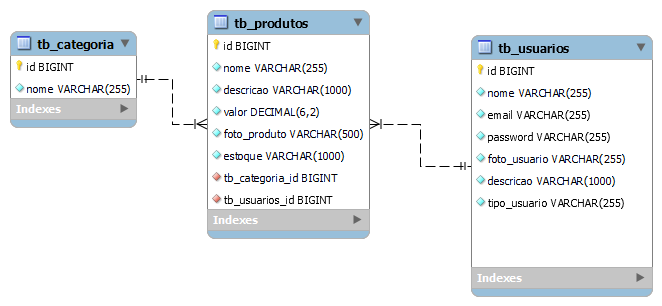 tb_categoria
id BIGINT
nome VARCHAR(255)
Indexes
tb_produtos
id BIGINT
nome VARCHAR(255)
descricao VARCHAR(1000)
valor DECIMAL(6,2)
foto_produto VARCHAR(500)
estoque VARCHAR(1000)
tb_categoria_id BIGINT
tb_usuarios_id BIGINT
Indexes
tb_usuarios
id BIGINT
nome VARCHAR(255)
email VARCHAR(255)
password VARCHAR(255)
foto_usuario VARCHAR(255)
descricao VARCHAR(1000)
tipo_usuario VARCHAR(255)
Indexes